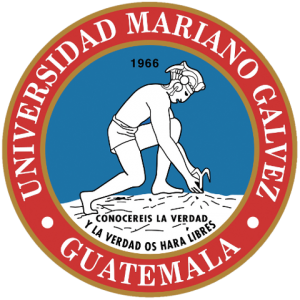 UNIVERSIDAD MARIANO GALVEZ
1966
CONOCEREIS LA VERDAD
Y LA VERDAD OS HARA LIBRES
GUATEMALA